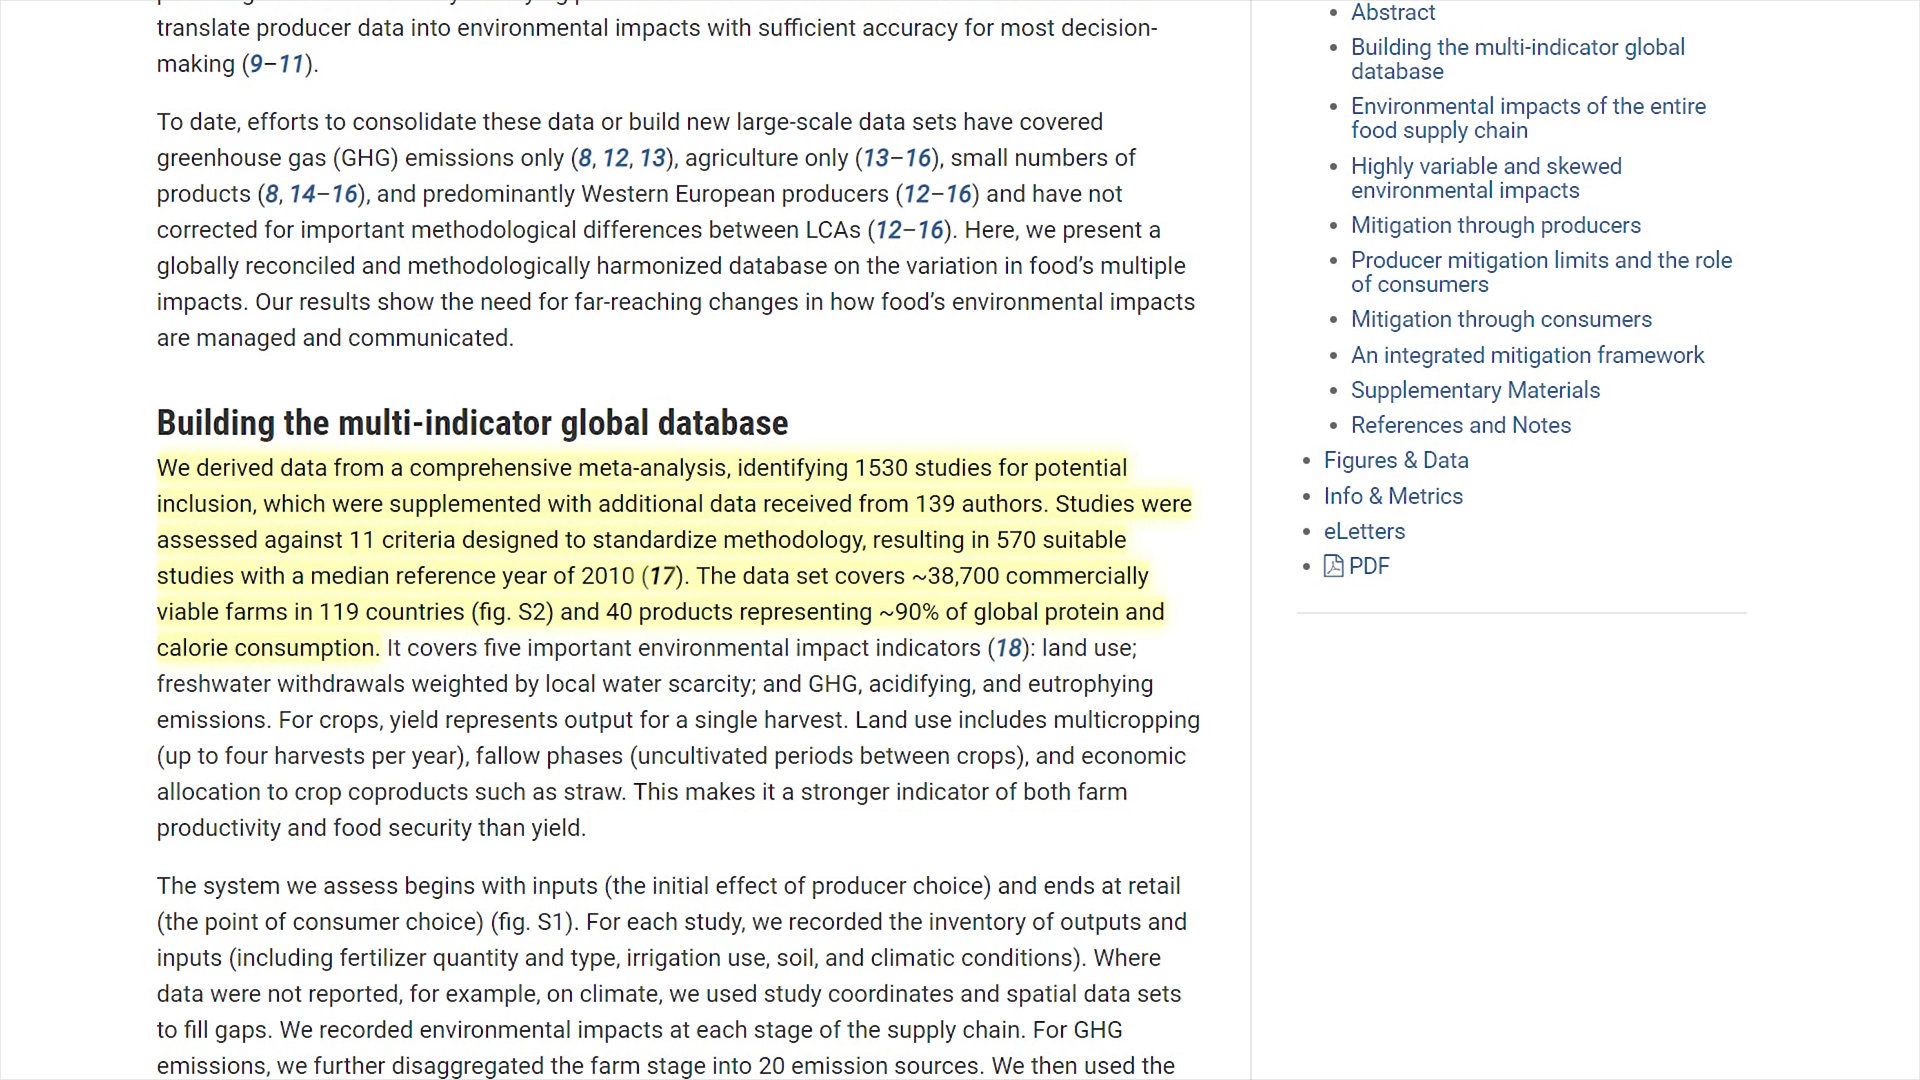 translate producer data into environmental impacts with sufficient accuracy for most decision-
making (9–11).
To date, efforts to consolidate these data or build new large-scale data sets have covered
greenhouse gas (GHG) emissions only (8, 12, 13), agriculture only (13–16), small numbers of
products (8, 14–16), and predominantly Western European producers (12–16) and have not
corrected for important methodological differences between LCAs (12–16). Here, we present a
globally reconciled and methodologically harmonized database on the variation in food’s multiple
impacts. Our results show the need for far-reaching changes in how food’s environmental impacts
are managed and communicated.
Building the multi-indicator global database
We derived data from a comprehensive meta-analysis, identifying 1530 studies for potential
inclusion, which were supplemented with additional data received from 139 authors. Studies were
assessed against 11 criteria designed to standardize methodology, resulting in 570 suitable
studies with a median reference year of 2010 (17). The data set covers ~38,700 commercially
viable farms in 119 countries (fig. S2) and 40 products representing ~90% of global protein and
calorie consumption. It covers five important environmental impact indicators (18): land use;
freshwater withdrawals weighted by local water scarcity; and GHG, acidifying, and eutrophying
emissions. For crops, yield represents output for a single harvest. Land use includes multicropping
(up to four harvests per year), fallow phases (uncultivated periods between crops), and economic
allocation to crop coproducts such as straw. This makes it a stronger indicator of both farm
productivity and food security than yield.
The system we assess begins with inputs (the initial effect of producer choice) and ends at retail
(the point of consumer choice) (fig. S1). For each study, we recorded the inventory of outputs and
inputs (including fertilizer quantity and type, irrigation use, soil, and climatic conditions). Where
data were not reported, for example, on climate, we used study coordinates and spatial data sets
to fill gaps. We recorded environmental impacts at each stage of the supply chain. For GHG
emissions, we further disaggregated the farm stage into 20 emission sources. We then used the
Abstract
Building the multi-indicator global
database
Environmental impacts of the entire
food supply chain
Highly variable and skewed
environmental impacts
Mitigation through producers
Producer mitigation limits and the role
of consumers
Mitigation through consumers
An integrated mitigation framework
Supplementary Materials
References and Notes
Figures & Data
Info & Metrics
eLetters
PDF